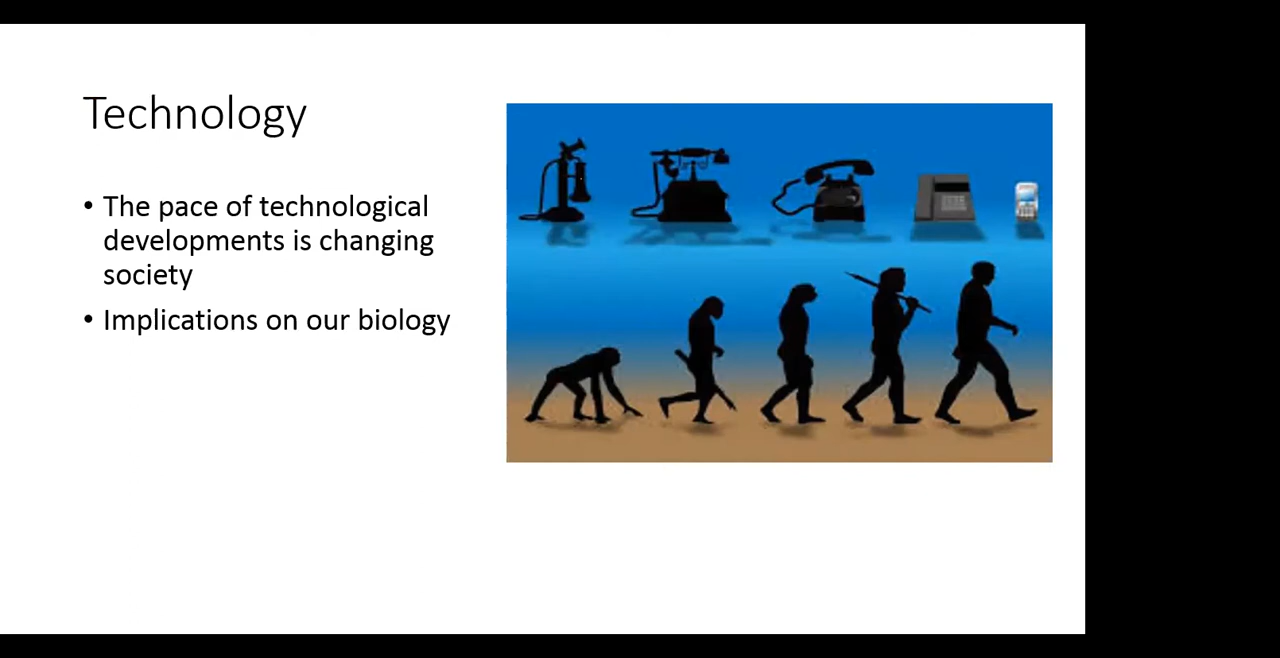 Technology
• The pace of technological
developments is changing
society
• Implications on our biology